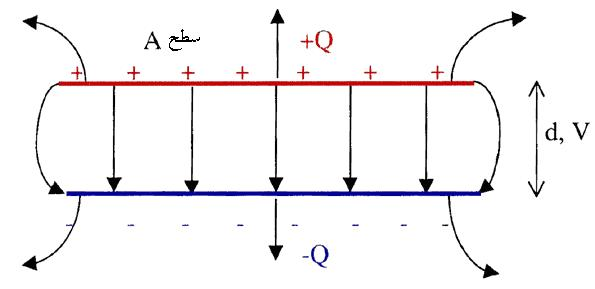 A سطح
+Q
+ + + + + + +
d, V
- - - - - - - -
-Q